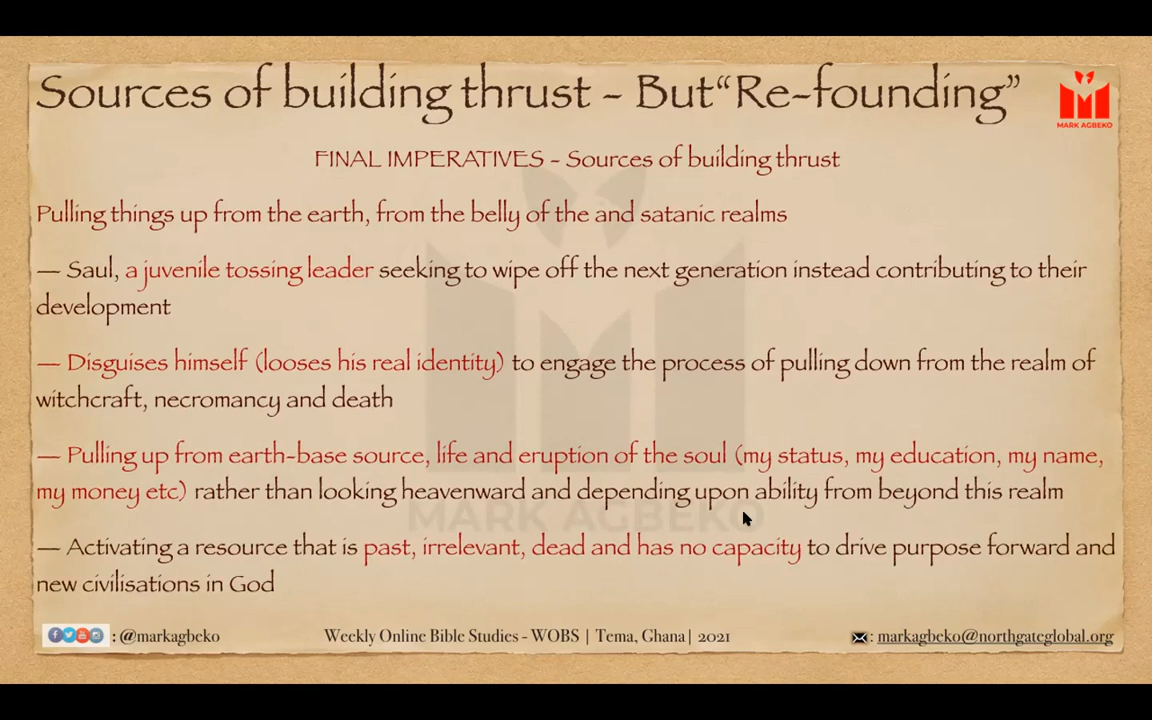 Sources of building thrust - But“Re-founding”
MARK AGBEKO
FINAL IMPERATIVES - Sources of building thrust
Pulling things up from the earth, from the belly of the and satanic realms
— Saul, a juvenile tossing leader seeking to wipe off the next generation instead contributing to their
development
— Disguises himself (looses his real identity) to engage the process of pulling down from the realm of
witchcraft, necromancy and death
— Pulling up from earth-base source, life and eruption of the soul (my status, my education, my name,
my money etc) rather than looking heavenward and depending upon ability from beyond this realm
MARK AGBEKO
— Activating a resource that is past, irrelevant, dead and has no capacity to drive purpose forward and
new civilisations in God
: @markagbeko
Weekly Online Bible Studies - WOBS | Tema, Ghana| 2021
: markagbeko@northgateglobal.org